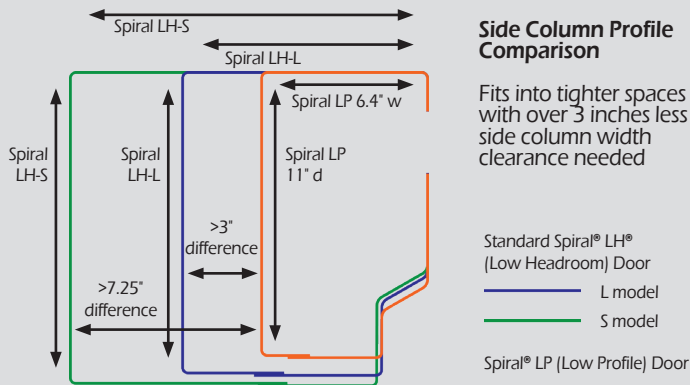 Spiral LH-S
Spiral LH-L
Spiral LP 6.4" w
Spiral
LH-S
Spiral
LH-L
Spiral LP
11" d
>3"
difference
>7.25"
difference
Side Column Profile
Comparison
Fits into tighter spaces
with over 3 inches less
side column width
clearance needed
Standard Spiral® LH®
(Low Headroom) Door
L model
S model
Spiral® LP (Low Profile) Door